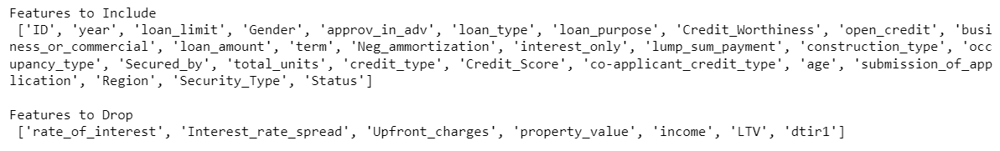 Features to Include
['ID', 'year', 'loan_limit', 'Gender', 'approv_in_adv', 'loan_type', 'loan_purpose', 'Credit_Worthiness', 'open_credit', 'busi
ness_or_commercial', 'loan_amount', 'term', 'Neg_ammortization', 'interest_only', 'lump_sum_payment', 'construction_type', 'occ
upancy_type', 'Secured_by', 'total_units', 'credit_type', 'Credit_Score', 'co-applicant_credit_type', 'age', 'submission_of_app
lication', 'Region', 'Security_Type', 'Status']
Features to Drop
['rate_of_interest', 'Interest_rate_spread', 'Upfront_charges', 'property_value', 'income', 'LTV', 'dtir1']